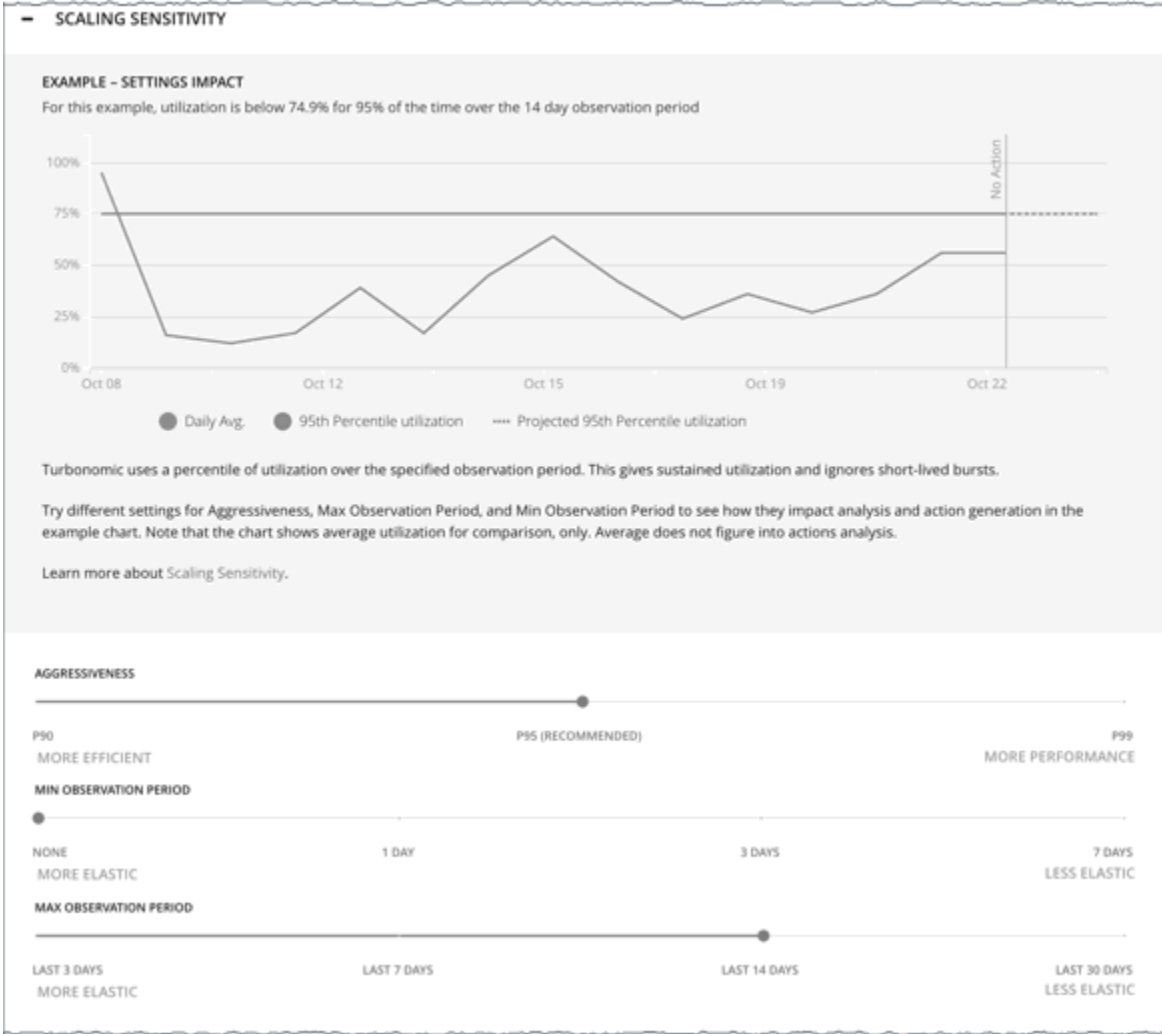 SCALING SENSITIVITY
EXAMPLE – SETTINGS IMPACT
For this example, utilization is below 74.9% for 95% of the time over the 14 day observation period
100%
75%
50%
25%
0%
No Action
Oct 08 Oct 12 Oct 15 Oct 19 Oct 22
Daily Avg. 95th Percentile utilization Projected 95th Percentile utilization
Turbonomic uses a percentile of utilization over the specified observation period. This gives sustained utilization and ignores short-lived bursts.
Try different settings for Aggressiveness, Max Observation Period, and Min Observation Period to see how they impact analysis and action generation in the
example chart. Note that the chart shows average utilization for comparison, only. Average does not figure into actions analysis.
Learn more about Scaling Sensitivity.
AGGRESSIVENESS
P90 P95 (RECOMMENDED) P99
MORE EFFICIENT MORE PERFORMANCE
MIN OBSERVATION PERIOD
NONE 1 DAY 3 DAYS 7 DAYS
MORE ELASTIC LESS ELASTIC
MAX OBSERVATION PERIOD
LAST 3 DAYS LAST 7 DAYS LAST 14 DAYS LAST 30 DAYS
MORE ELASTIC LESS ELASTIC